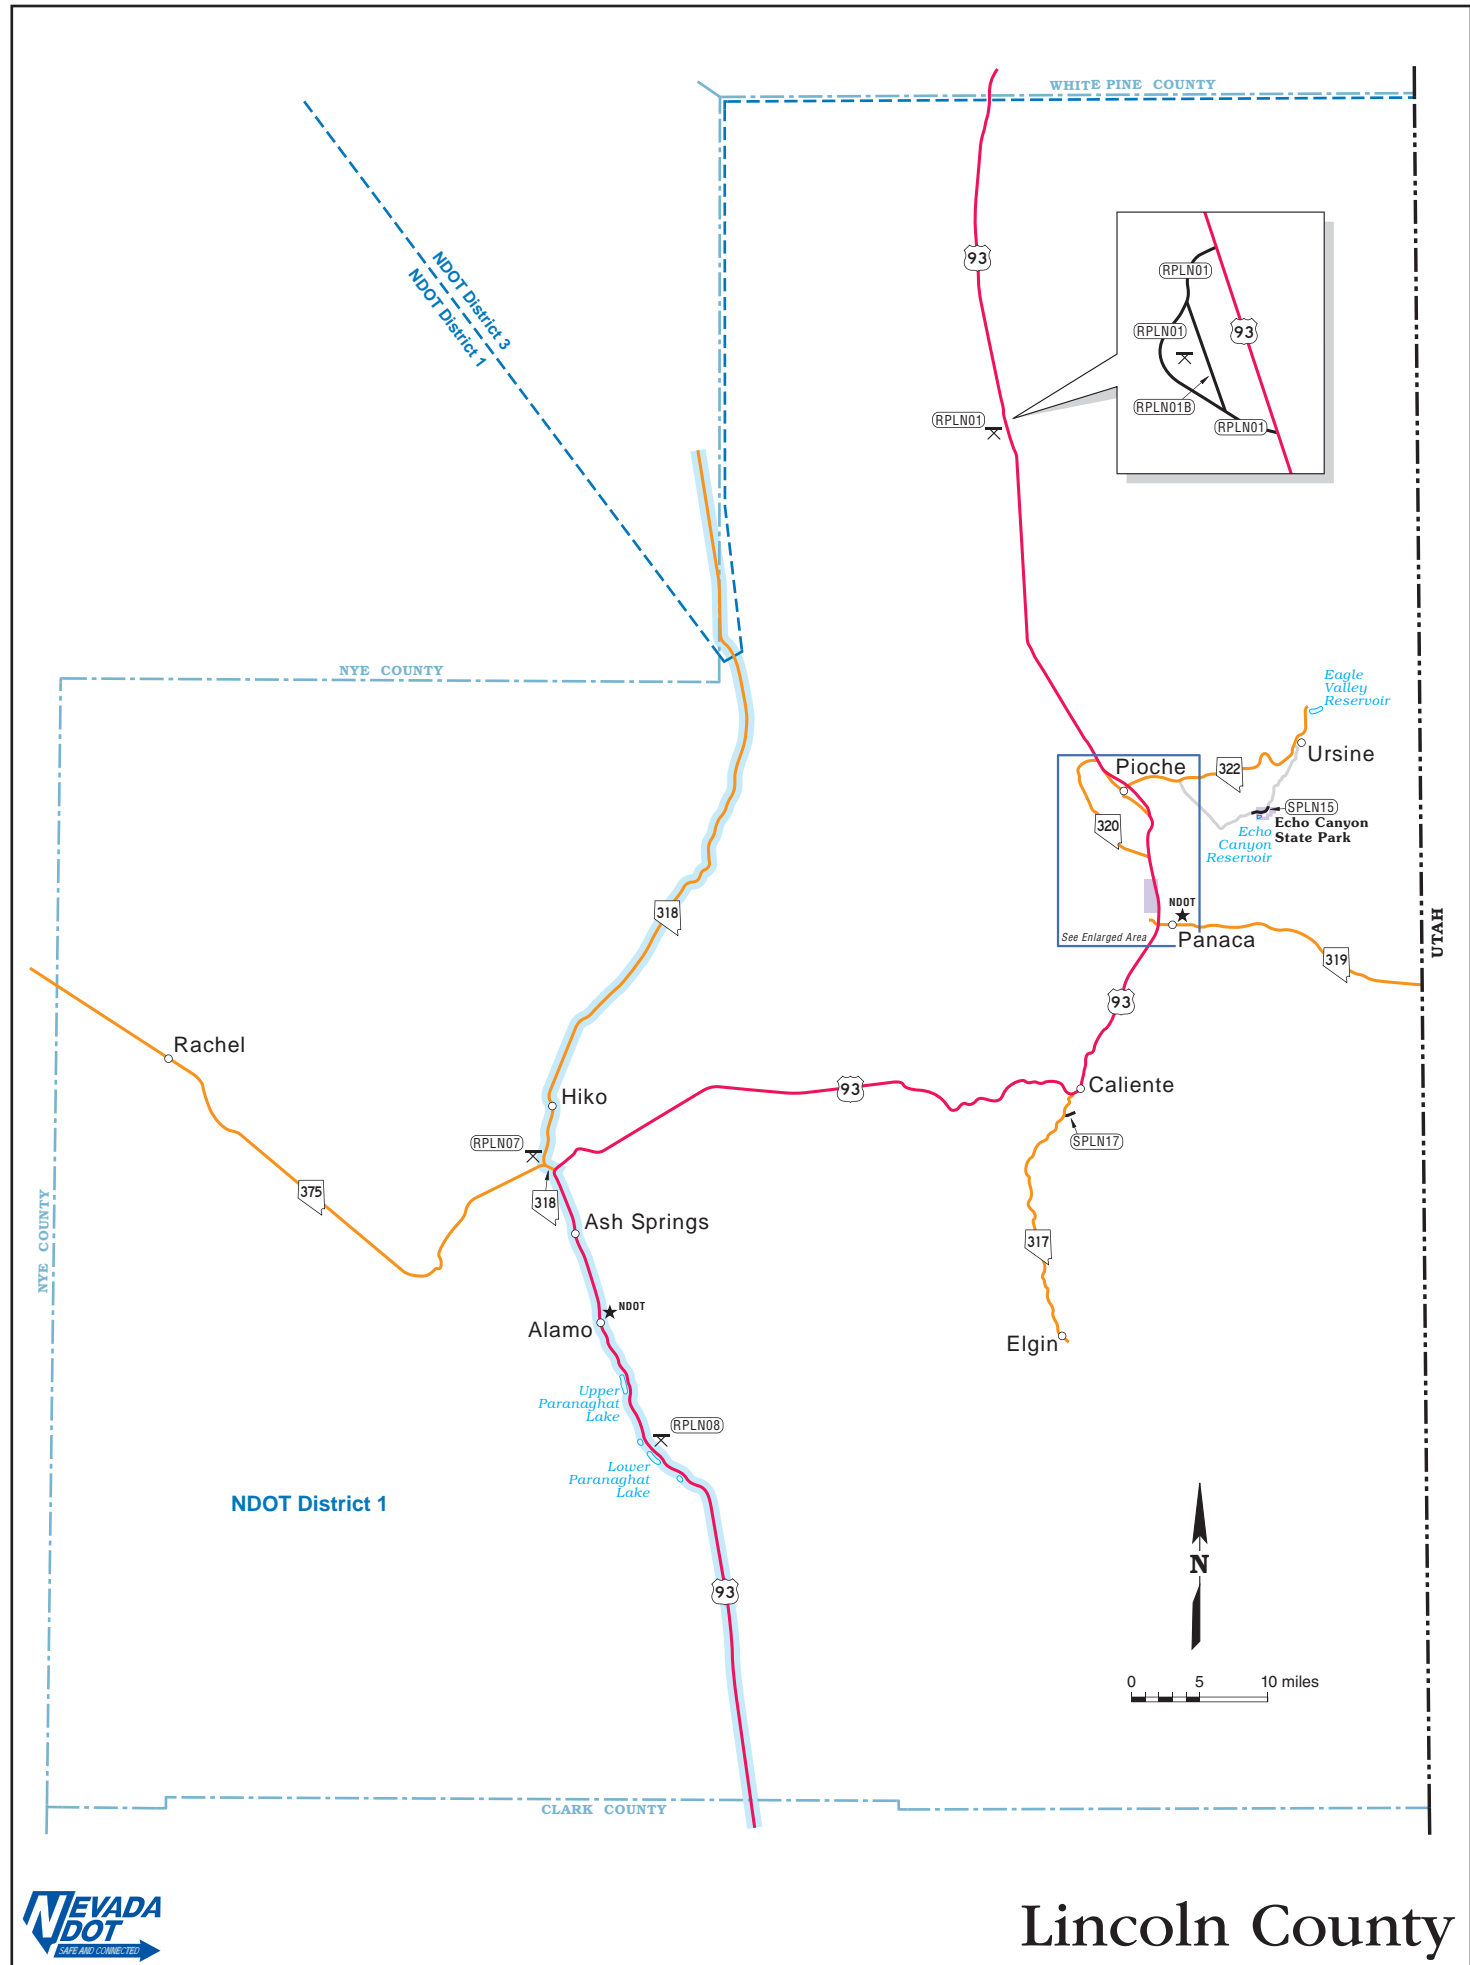 WHITE PINE COUNTY
NDOT District 3
NDOT District 1
93
RPLN01
93
RPLN01
RPLN01B
RPLN01
RPLN01
NYE COUNTY
Eagle
Valley
Reservoir
Ursine
Pioche
322
320
SPLN15
Echo Canyon
State Park
Echo
Canyon
Reservoir
318
NDOT
See Enlarged Area
Panaca
319
UTAH
93
Rachel
Hiko
93
Caliente
RPLN07
SPLN17
375
318
Ash Springs
317
NYE COUNTY
NDOT
Alamo
Elgin
Upper
Paranaghat
Lake
RPLN08
Lower
Paranaghat
Lake
NDOT District 1
93
N
0 5 10 miles
CLARK COUNTY
NEVADA
DOT
SAFE AND CONNECTED
Lincoln County